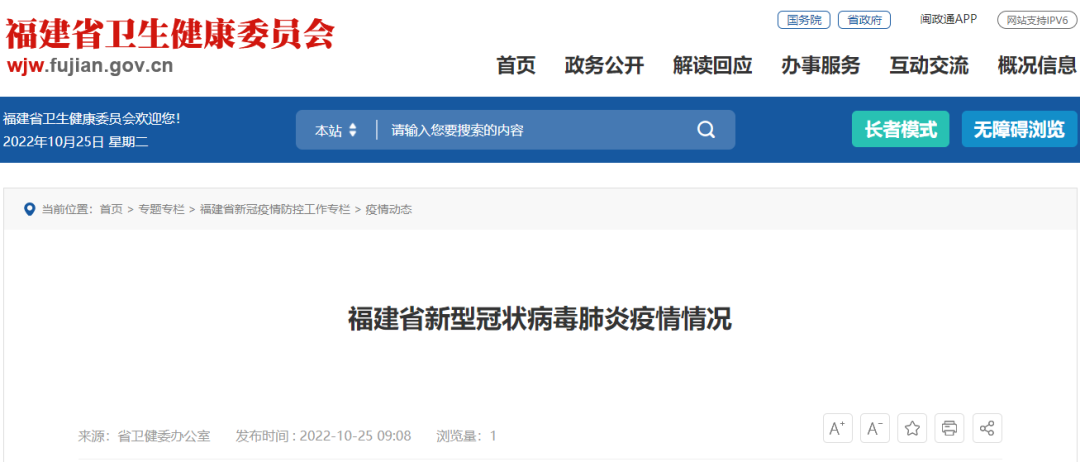 福建省卫生健康委员会
wjw.fujian.gov.cn
国务院 省政府 闽政通APP 网站支持IPV6
首页 政务公开 解读回应 办事服务 互动交流 概况信息
福建省卫生健康委员会欢迎您！
2022年10月25日 星期二
本站 请输入您要搜索的内容
长者模式 无障碍浏览
当前位置： 首页 > 专题专栏 > 福建省新冠疫情防控工作专栏 > 疫情动态
福建省新型冠状病毒肺炎疫情情况
来源：省卫健委办公室 发布时间 : 2022-10-25 09:08 浏览量：1
A+ A-